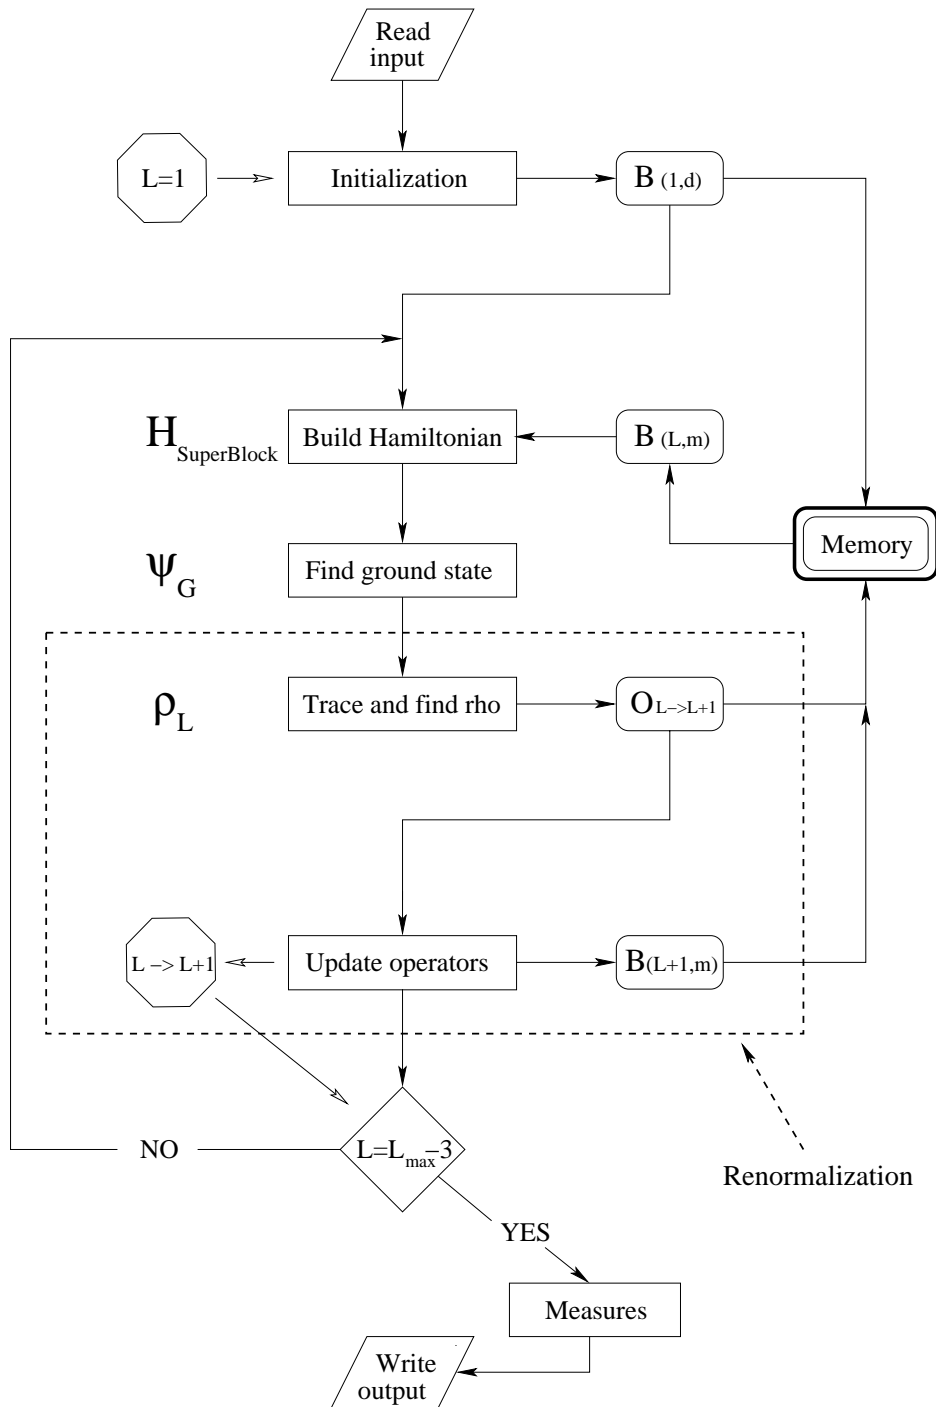 Read
input
L=1
Initialization
B (1,d)
H SuperBlock
Build Hamiltonian
B (L,m)
Memory
Ψ G
Find ground state
ρ L
Trace and find rho
O L->L+1
L -> L+1
Update operators
B(L+1,m)
NO
L=Lmax-3
Renormalization
YES
Measures
Write
output